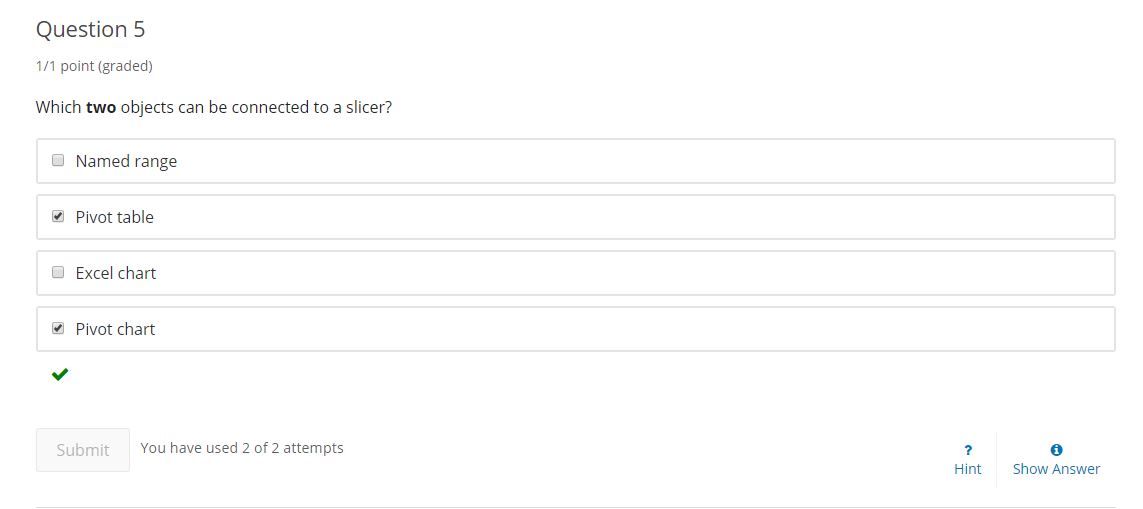 Question 5
1/1 point (graded)
Which two objects can be connected to a slicer?
Named range
Pivot table
Excel chart
Pivot chart
Submit
You have used 2 of 2 attempts
? Hint
Show Answer